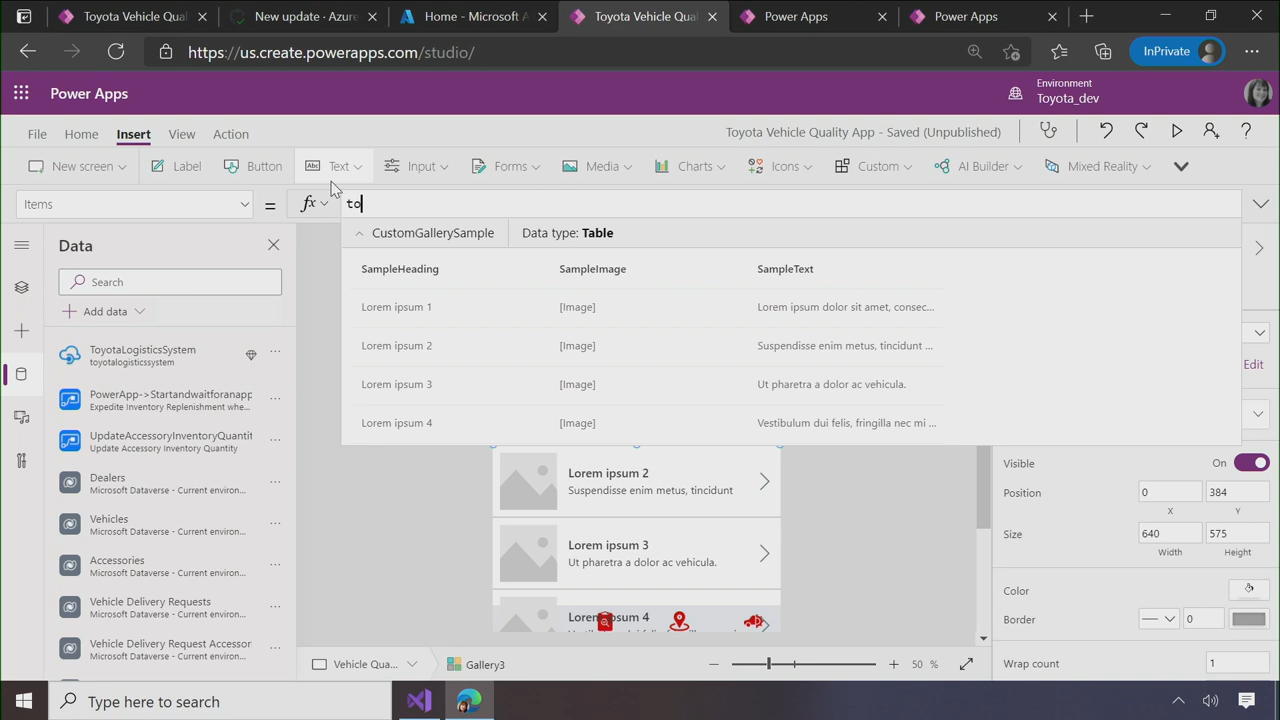 Toyota Vehicle Quali
New update · Azure
Home - Microsoft A
Toyota Vehicle Quali
Power Apps
Power Apps
https://us.create.powerapps.com/studio/
InPrivate
Power Apps
Environment
Toyota_dev
File
Home
Insert
View
Action
Toyota Vehicle Quality App - Saved (Unpublished)
New screen
Label
Button
Abc Text
Input
Forms
Media
Charts
Icons
Custom
AI Builder
Mixed Reality
Items
=
fx
to
CustomGallerySample
Data type: Table
SampleHeading
SampleImage
SampleText
Lorem ipsum 1
[Image]
Lorem ipsum dolor sit amet, consec...
Lorem ipsum 2
[Image]
Suspendisse enim metus, tincidunt ...
Lorem ipsum 3
[Image]
Ut pharetra a dolor ac vehicula.
Lorem ipsum 4
[Image]
Vestibulum dui felis, fringilla nec mi ...
Data
Search
Add data
ToyotaLogisticsSystem
toyotalogisticsystem
PowerApp->Startandwaitforanapp
Expedite Inventory Replenishment whe...
UpdateAccessoryInventoryQuantit
Update Accessory Inventory Quantity
Dealers
Microsoft Dataverse - Current environ...
Vehicles
Microsoft Dataverse - Current environ...
Accessories
Microsoft Dataverse - Current environ...
Vehicle Delivery Requests
Microsoft Dataverse - Current environ...
Vehicle Delivery Request Accessor
Microsoft Dataverse - Current environ...
Lorem ipsum 2
Suspendisse enim metus, tincidunt
Lorem ipsum 3
Ut pharetra a dolor ac vehicula.
Lorem ipsum 4
Edit
Visible
On
Position
0
384
X
Y
Size
640
575
Width
Height
Color
Border
0
Wrap count
1
Vehicle Qua...
Gallery3
50 %
Type here to search